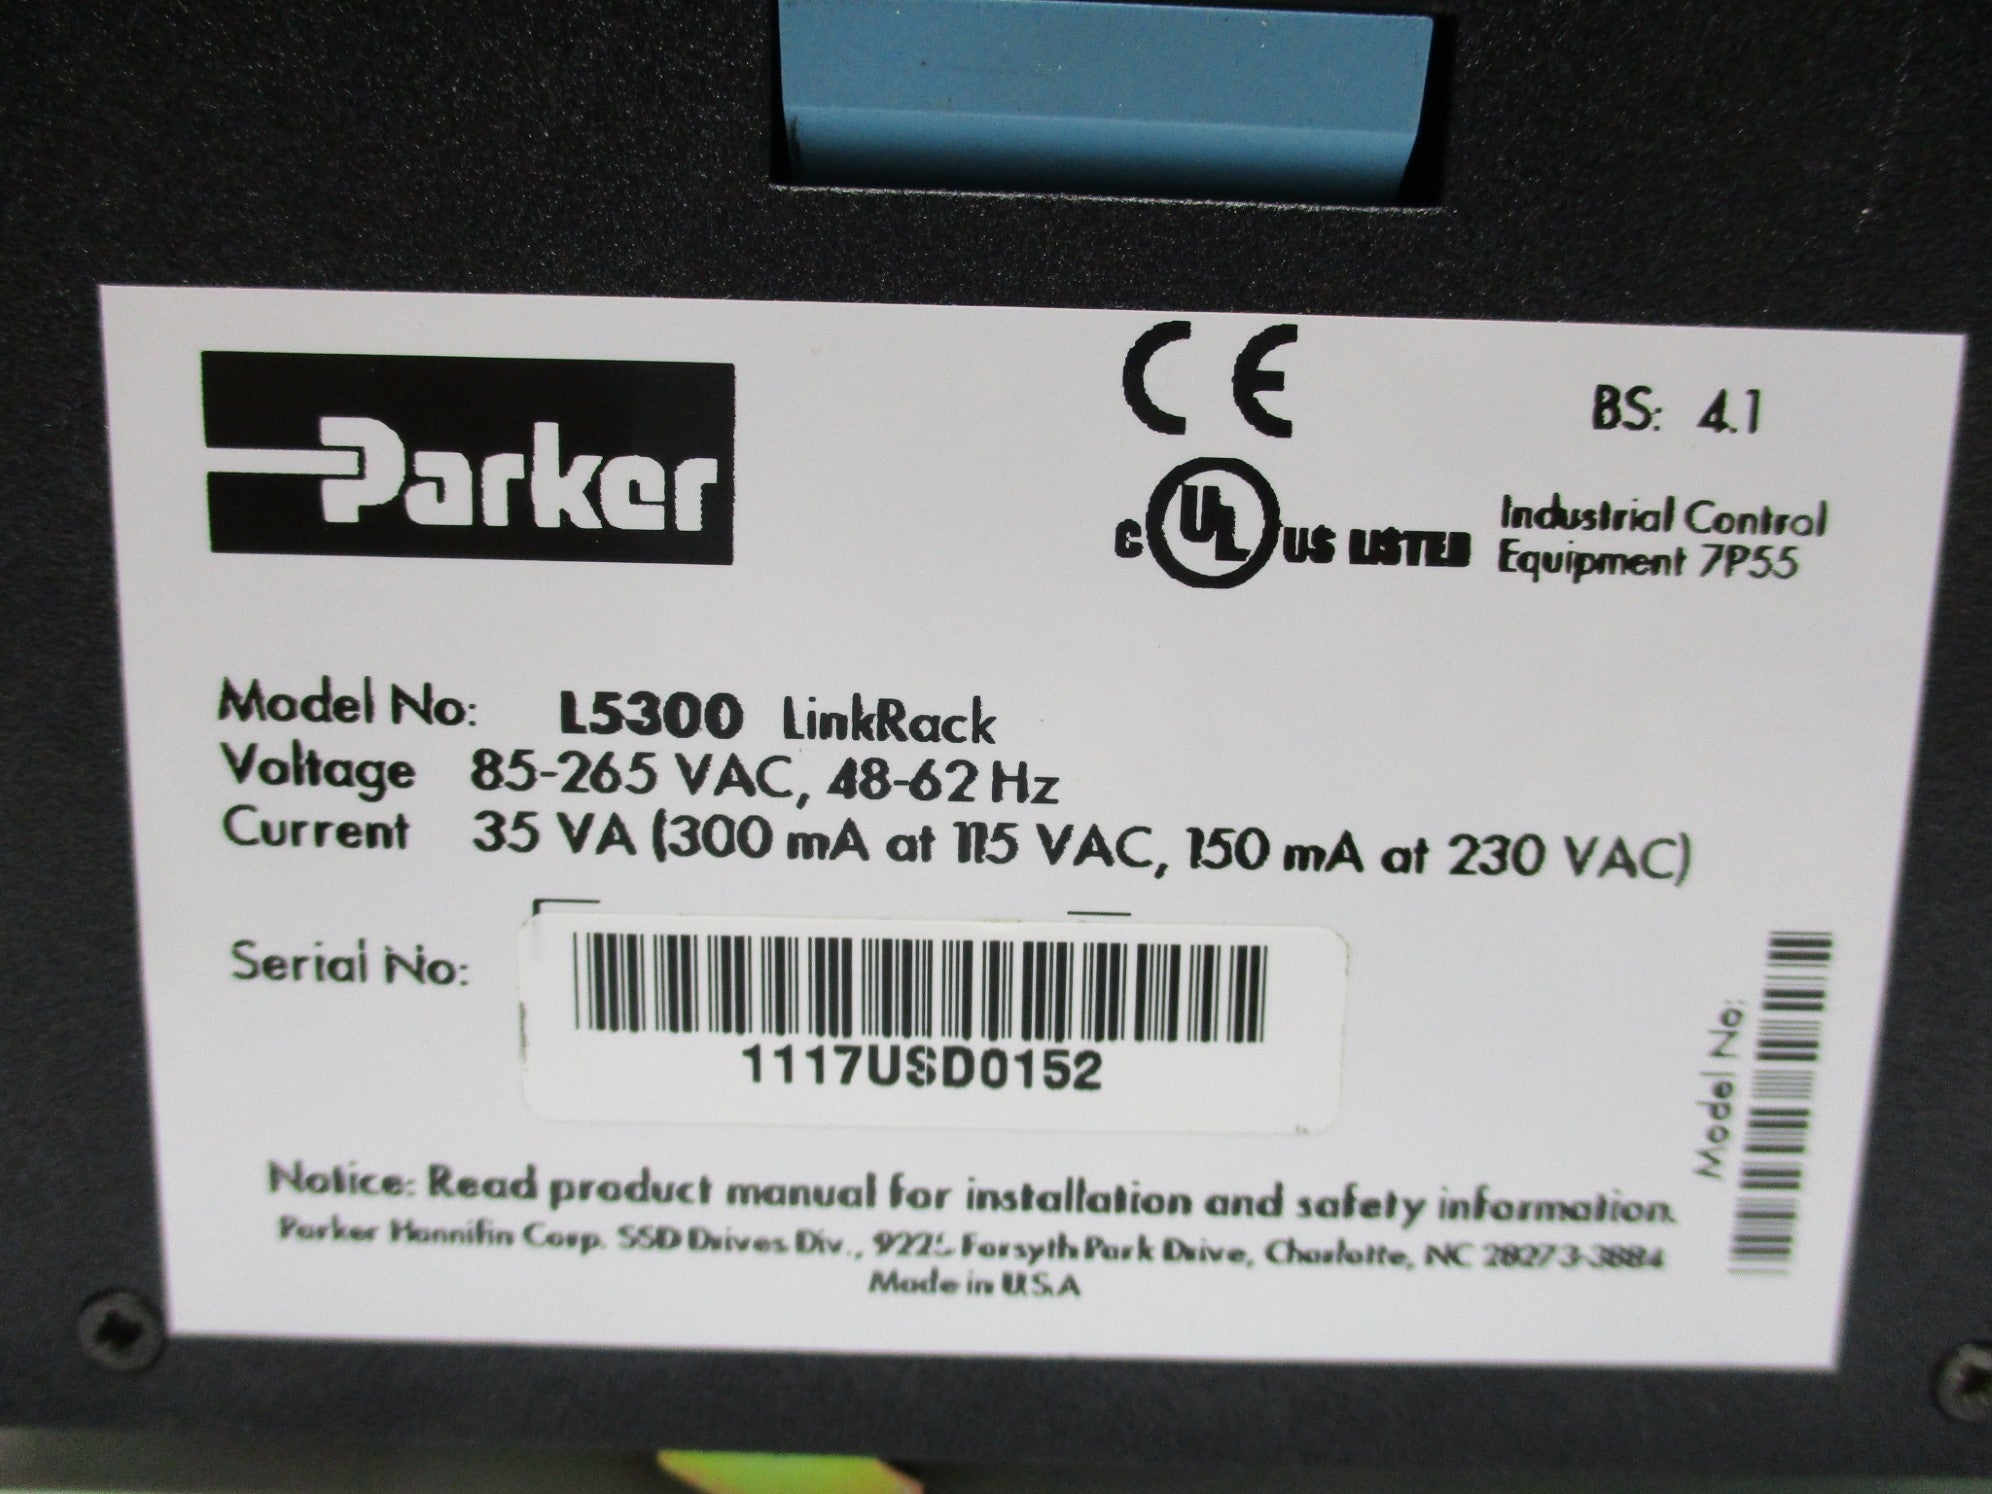 Parker
CE
BS: 4.1
C UL US LISTED
Industrial Control
Equipment 7P55
Model No: L5300 LinkRack
Voltage 85-265 VAC, 48-62 Hz
Current 35 VA (300 mA at 115 VAC, 150 mA at 230 VAC)
Serial No:
1117USD0152
Model No:
Notice: Read product manual for installation and safety information.
Parker Hannifin Corp. SSD Drives Div., 9225 Forsyth Park Drive, Charlotte, NC 28273-3884
Made in U.S.A